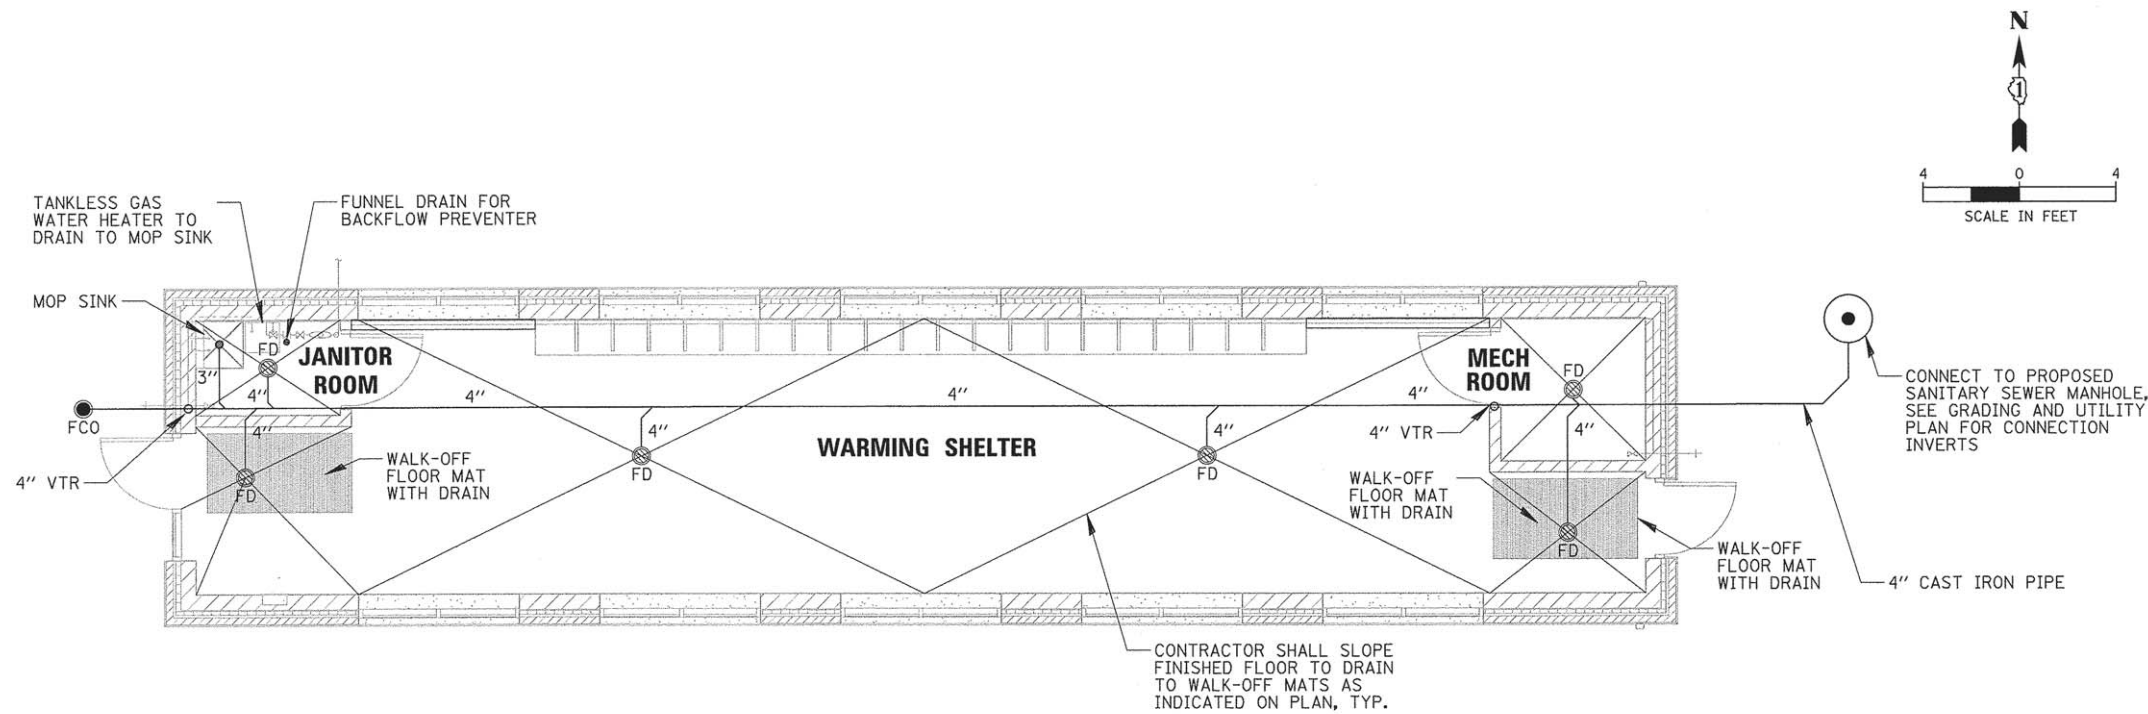 N
1
4 0 4
SCALE IN FEET
TANKLESS GAS
WATER HEATER TO
DRAIN TO MOP SINK
FUNNEL DRAIN FOR
BACKFLOW PREVENTER
MOP SINK
FD
JANITOR
ROOM
3"
4"
4"
4"
4"
MECH
ROOM
FD
FCO
4"
4"
4"
4"
4" VTR
WARMING SHELTER
CONNECT TO PROPOSED
SANITARY SEWER MANHOLE,
SEE GRADING AND UTILITY
PLAN FOR CONNECTION
INVERTS
4" VTR
FD
WALK-OFF
FLOOR MAT
WITH DRAIN
FD
FD
WALK-OFF
FLOOR MAT
WITH DRAIN
FD
WALK-OFF
FLOOR MAT
WITH DRAIN
4" CAST IRON PIPE
CONTRACTOR SHALL SLOPE
FINISHED FLOOR TO DRAIN
TO WALK-OFF MATS AS
INDICATED ON PLAN, TYP.